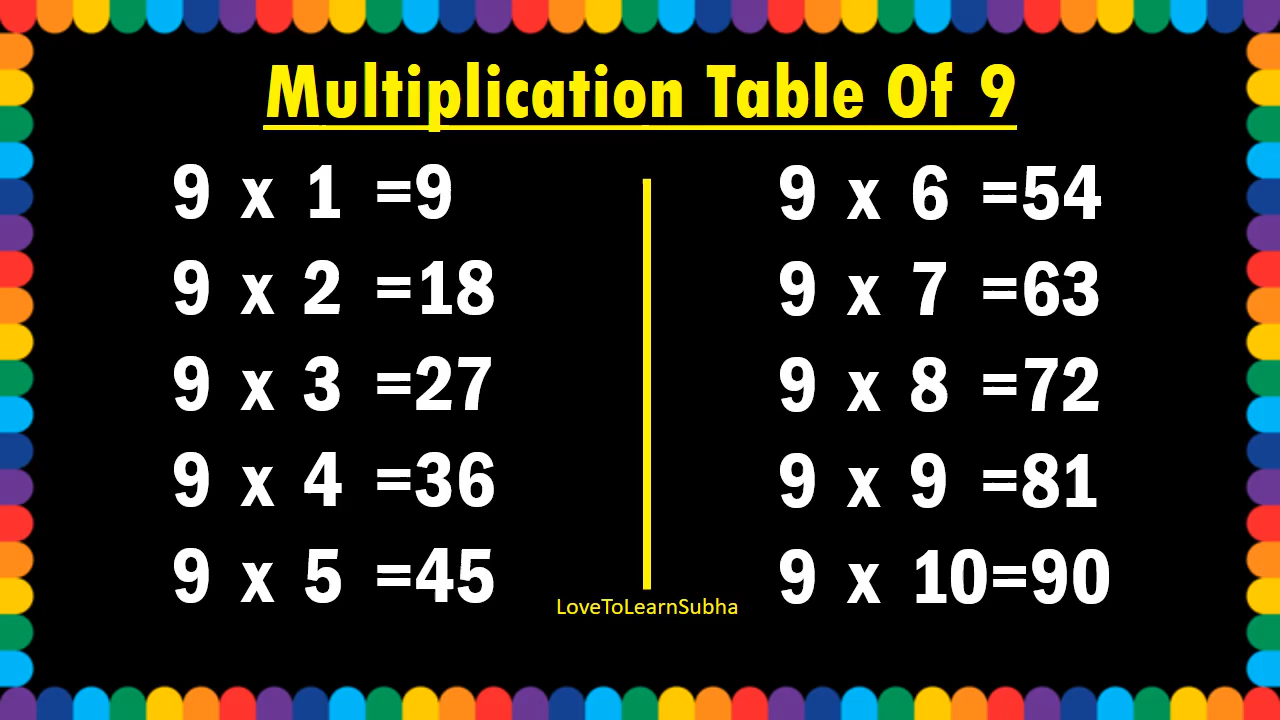 Multiplication Table Of 9
9 x 1 =9
9 x 2 =18
9 x 3 =27
9 x 4 =36
9 x 5 =45
9 x 6 =54
9 x 7 =63
9 x 8 =72
9 x 9 =81
9 x 10=90
LoveToLearnSubha